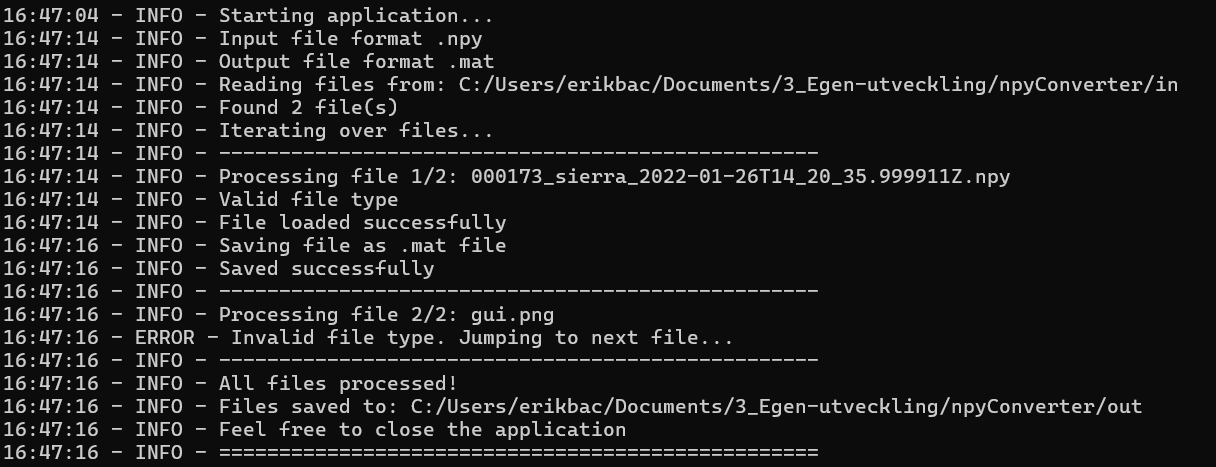 16:47:04 - INFO - Starting application...
16:47:14 - INFO - Input file format .npy
16:47:14 - INFO - Output file format .mat
16:47:14 - INFO - Reading files from: C:/Users/erikbac/Documents/3_Egen-utveckling/npyConverter/in
16:47:14 - INFO - Found 2 file(s)
16:47:14 - INFO - Iterating over files...
16:47:14 - INFO - --------------------------------------------------
16:47:14 - INFO - Processing file 1/2: 000173_sierra_2022-01-26T14_20_35.999911Z.npy
16:47:14 - INFO - Valid file type
16:47:14 - INFO - File loaded successfully
16:47:16 - INFO - Saving file as .mat file
16:47:16 - INFO - Saved successfully
16:47:16 - INFO - --------------------------------------------------
16:47:16 - INFO - Processing file 2/2: gui.png
16:47:16 - ERROR - Invalid file type. Jumping to next file...
16:47:16 - INFO - --------------------------------------------------
16:47:16 - INFO - All files processed!
16:47:16 - INFO - Files saved to: C:/Users/erikbac/Documents/3_Egen-utveckling/npyConverter/out
16:47:16 - INFO - Feel free to close the application
16:47:16 - INFO - ==================================================